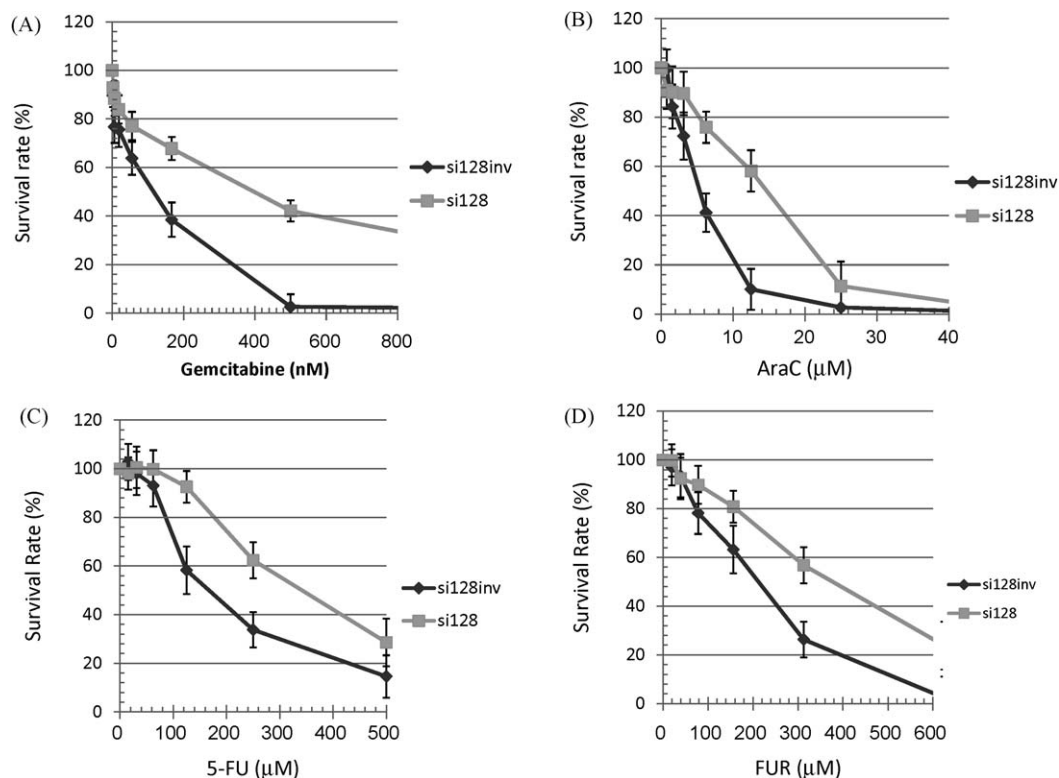 (A)
120
100
80
60
40
20
0
Survival rate (%)
0 200 400 600 800
Gemcitabine (nM)
si128inv
si128
(B)
120
100
80
60
40
20
0
Survival rate (%)
0 10 20 30 40
AraC (μM)
si128inv
si128
(C)
120
100
80
60
40
20
0
Survival Rate (%)
0 100 200 300 400 500
5-FU (μM)
si128inv
si128
(D)
120
100
80
60
40
20
0
Survival Rate (%)
0 100 200 300 400 500 600
FUR (μM)
si128inv
si128